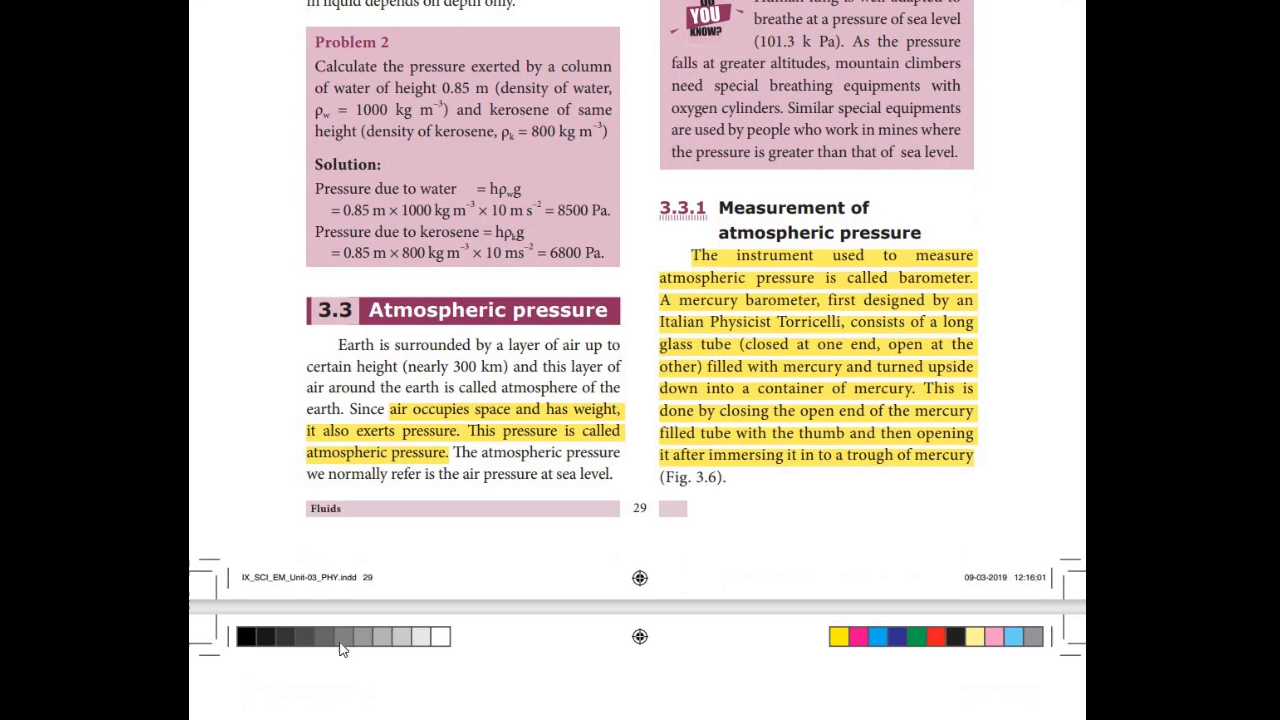 in liquid depends on depth only.
Problem 2
Calculate the pressure exerted by a column
of water of height 0.85 m (density of water,
ρw = 1000 kg m–3) and kerosene of same
height (density of kerosene, ρk = 800 kg m–3)
Solution:
Pressure due to water = hρwg
= 0.85 m × 1000 kg m–3 × 10 m s–2 = 8500 Pa.
Pressure due to kerosene = hρkg
= 0.85 m × 800 kg m–3 × 10 ms–2 = 6800 Pa.
3.3 Atmospheric pressure
Earth is surrounded by a layer of air up to
certain height (nearly 300 km) and this layer of
air around the earth is called atmosphere of the
earth. Since air occupies space and has weight,
it also exerts pressure. This pressure is called
atmospheric pressure. The atmospheric pressure
we normally refer is the air pressure at sea level.
DO
YOU
KNOW?
Human lung is well adapted to
breathe at a pressure of sea level
(101.3 k Pa). As the pressure
falls at greater altitudes, mountain climbers
need special breathing equipments with
oxygen cylinders. Similar special equipments
are used by people who work in mines where
the pressure is greater than that of sea level.
3.3.1 Measurement of
atmospheric pressure
The instrument used to measure
atmospheric pressure is called barometer.
A mercury barometer, first designed by an
Italian Physicist Torricelli, consists of a long
glass tube (closed at one end, open at the
other) filled with mercury and turned upside
down into a container of mercury. This is
done by closing the open end of the mercury
filled tube with the thumb and then opening
it after immersing it in to a trough of mercury
(Fig. 3.6).
Fluids
29
IX_SCI_EM_Unit-03_PHY.indd 29
09-03-2019 12:16:01